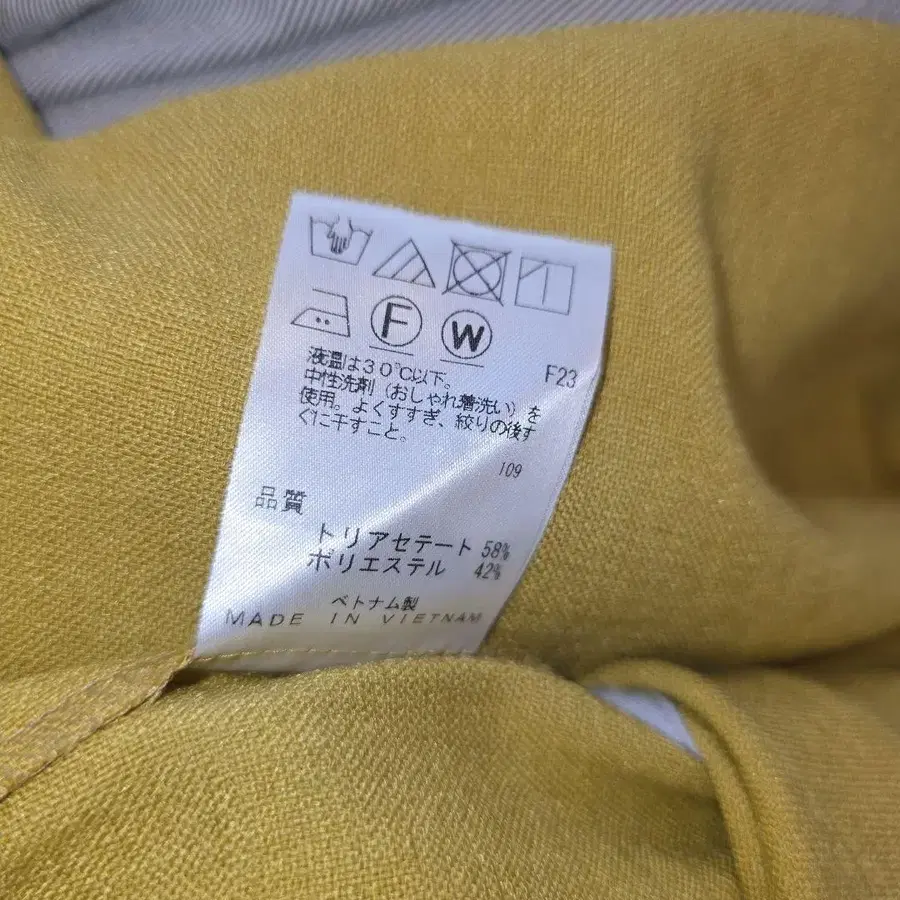 F W
F23
液温は30℃以下。
中性洗剤(おしゃれ着洗い)を
使用。よくすすぎ、絞りの後す
ぐに干すこと。
109
品質
トリアセテート 58%
ポリエステル 42%
ベトナム製
MADE IN VIETNAM